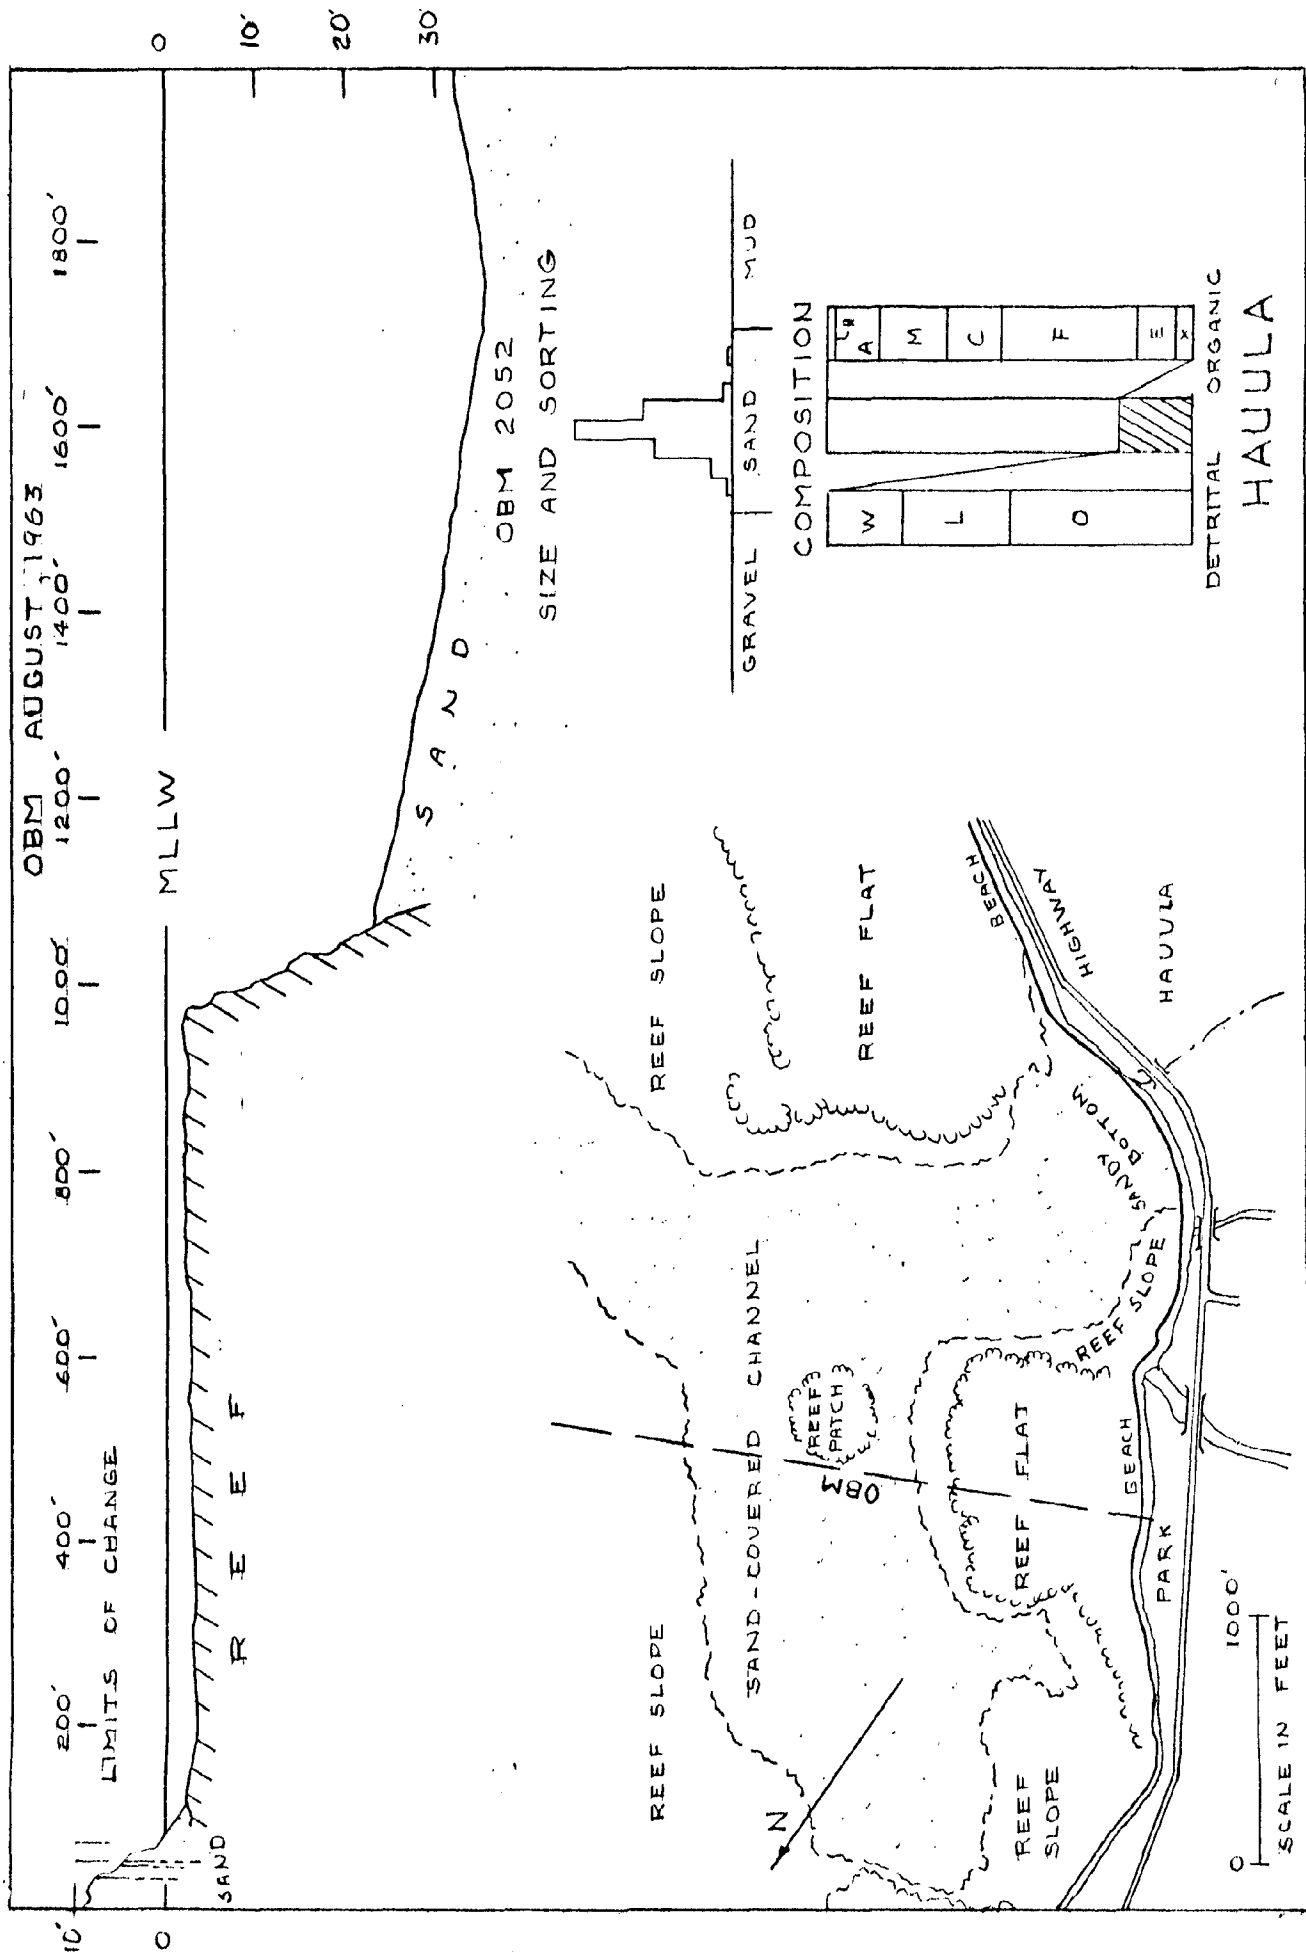 OBM AUGUST, 1963
200' 400' 600' 800' 1000' 1200' 1400' 1600' 1800'
LIMITS OF CHANGE
10'
0
MLLW
0
10'
20'
30'
SAND
REEF
SAND
OBM 2052
SIZE AND SORTING
GRAVEL SAND MUD
COMPOSITION
W
L
O
A
M
C
F
E
X
DETRITAL ORGANIC
HAUULA
REEF SLOPE
REEF SLOPE
SAND-COVERED CHANNEL
REEF PATCH
OBM
REEF FLAT
N
REEF SLOPE
REEF FLAT
REEF SLOPE
SANDY BOTTOM
BEACH
BEACH
HIGHWAY
PARK
HAUULA
0 1000'
SCALE IN FEET